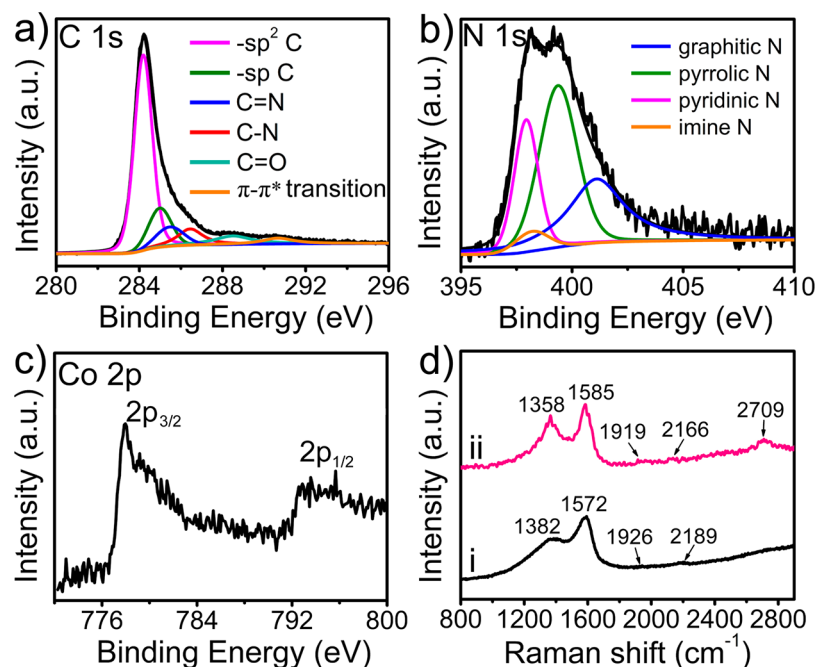 a) C 1s
-sp² C
-sp C
C=N
C-N
C=O
π-π* transition
Intensity (a.u.)
280 284 288 292 296
Binding Energy (eV)
b) N 1s
graphitic N
pyrrolic N
pyridinic N
imine N
Intensity (a.u.)
395 400 405 410
Binding Energy (eV)
c) Co 2p
2p3/2
2p1/2
Intensity (a.u.)
776 784 792 800
Binding Energy (eV)
d)
1358 1585 1919 2166 2709
ii
1382 1572 1926 2189
i
Intensity (a.u.)
800 1200 1600 2000 2400 2800
Raman shift (cm⁻¹)